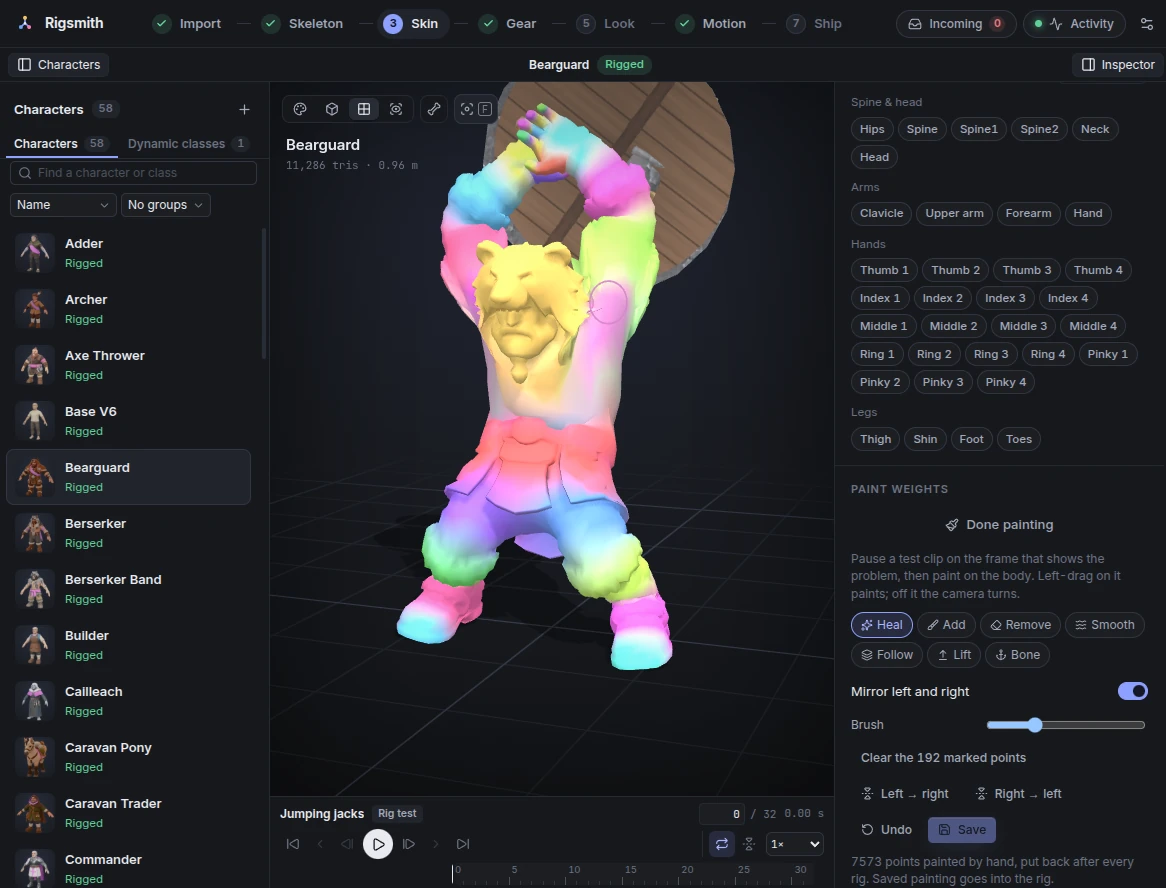 Rigsmith
Import
Skeleton
3 Skin
Gear
5 Look
Motion
7 Ship
Incoming 0
Activity
Characters
Bearguard Rigged
Inspector
Characters 58
Characters 58
Dynamic classes 1
Find a character or class
Name
No groups
Adder
Rigged
Archer
Rigged
Axe Thrower
Rigged
Base V6
Rigged
Bearguard
Rigged
Berserker
Rigged
Berserker Band
Rigged
Builder
Rigged
Cailleach
Rigged
Caravan Pony
Rigged
Caravan Trader
Rigged
Commander
Rigged
F
Bearguard
11,286 tris · 0.96 m
Jumping jacks Rig test
0 / 32 0.00 s
1×
0 5 10 15 20 25 30
Spine & head
Hips Spine Spine1 Spine2 Neck
Head
Arms
Clavicle Upper arm Forearm Hand
Hands
Thumb 1 Thumb 2 Thumb 3 Thumb 4
Index 1 Index 2 Index 3 Index 4
Middle 1 Middle 2 Middle 3 Middle 4
Ring 1 Ring 2 Ring 3 Ring 4 Pinky 1
Pinky 2 Pinky 3 Pinky 4
Legs
Thigh Shin Foot Toes
PAINT WEIGHTS
Done painting
Pause a test clip on the frame that shows the
problem, then paint on the body. Left-drag on it
paints; off it the camera turns.
Heal Add Remove Smooth
Follow Lift Bone
Mirror left and right
Brush
Clear the 192 marked points
Left → right Right → left
Undo Save
7573 points painted by hand, put back after every
rig. Saved painting goes into the rig.